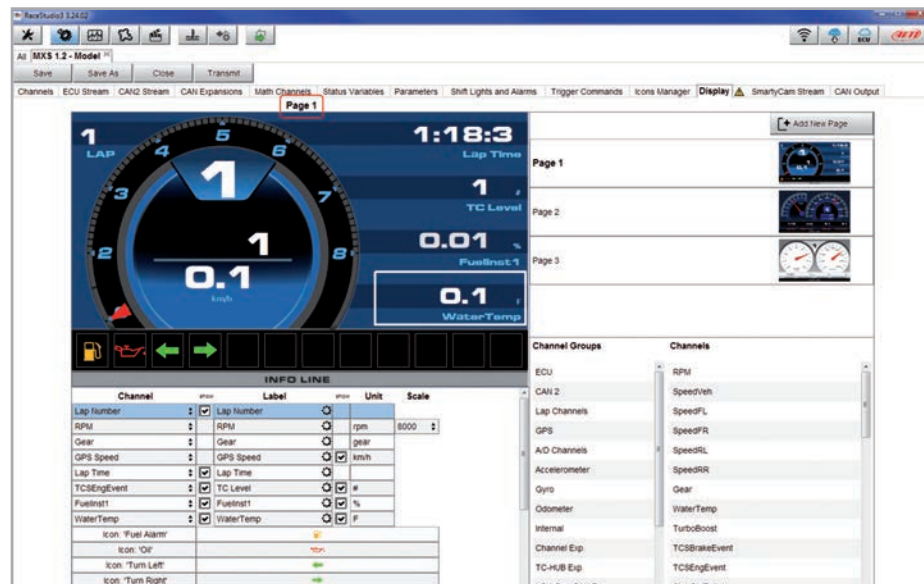 RaceStudio3 3.24.02
ECU
AiM
All MXS 1.2 - Model
Save Save As Close Transmit
Channels ECU Stream CAN2 Stream CAN Expansions Math Channels Status Variables Parameters Shift Lights and Alarms Trigger Commands Icons Manager Display SmartyCam Stream CAN Output
Page 1
Add New Page
1
LAP
2 3 4 5 6 7 8
1
1
0.1
km/h
1:18:3
Lap Time
1
TC Level
0.01 %
FuelInst1
0.1 F
WaterTemp
INFO LINE
Page 1
Page 2
Page 3
Channel show Label show Unit Scale
Lap Number Lap Number
RPM RPM rpm 8000
Gear Gear gear
GPS Speed GPS Speed km/h
Lap Time Lap Time
TCSEngEvent TC Level #
FuelInst1 FuelInst1 %
WaterTemp WaterTemp F
Icon: 'Fuel Alarm'
Icon: 'Oil'
Icon: 'Turn Left'
Icon: 'Turn Right'
Channel Groups
ECU
CAN 2
Lap Channels
GPS
A/D Channels
Accelerometer
Gyro
Odometer
Internal
Channel Exp.
TC-HUB Exp.
Channels
RPM
SpeedVeh
SpeedFL
SpeedFR
SpeedRL
SpeedRR
Gear
WaterTemp
TurboBoost
TCSBrakeEvent
TCSEngEvent